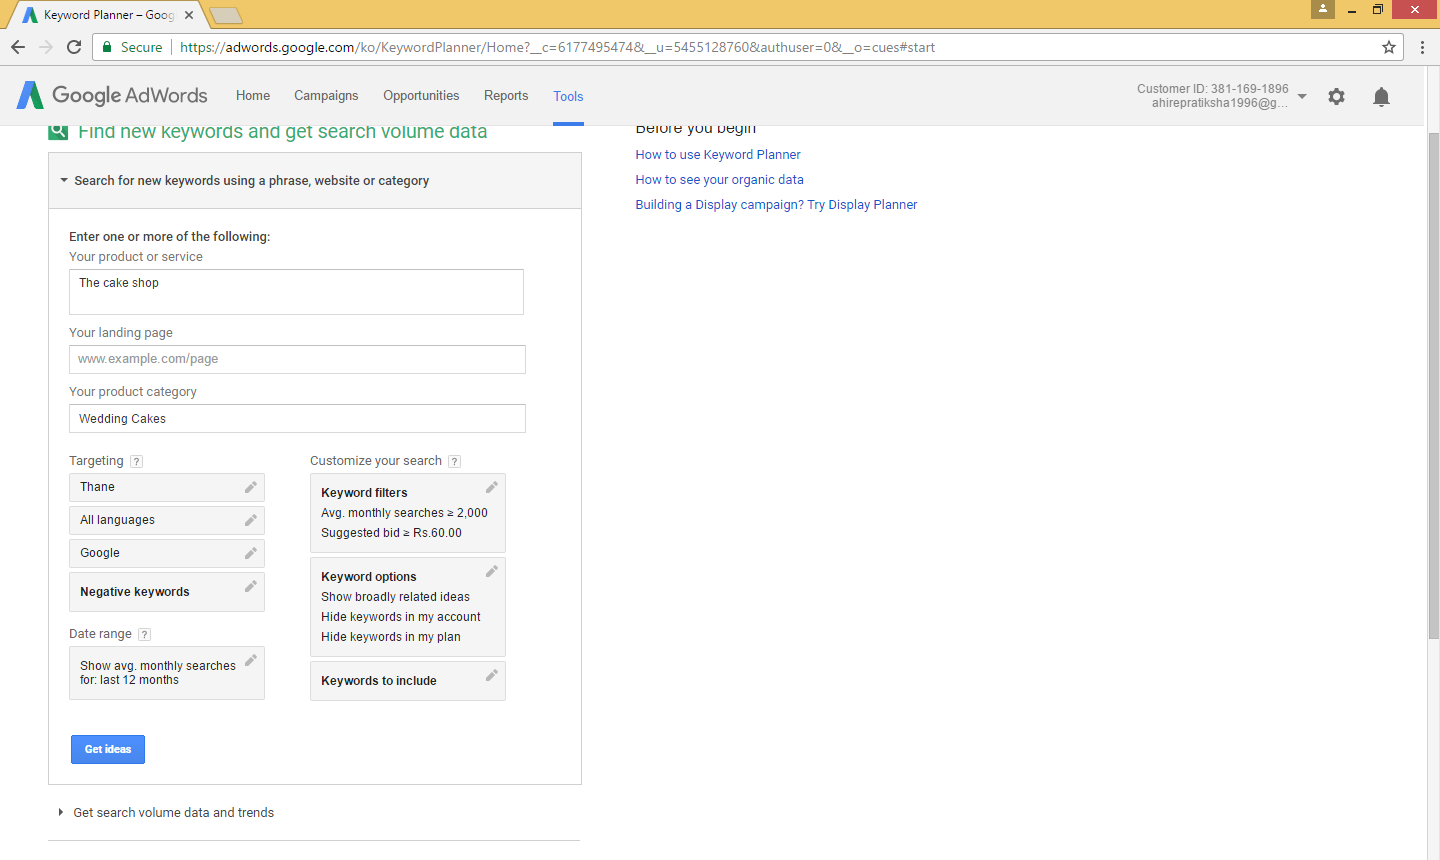 Keyword Planner – Goog
Secure
https://adwords.google.com/ko/KeywordPlanner/Home?__c=6177495474&__u=5455128760&authuser=0&__o=cues#start
Google AdWords
Home
Campaigns
Opportunities
Reports
Tools
Customer ID: 381-169-1896
ahirepratiksha1996@g...
Find new keywords and get search volume data
Search for new keywords using a phrase, website or category
Enter one or more of the following:
Your product or service
The cake shop
Your landing page
www.example.com/page
Your product category
Wedding Cakes
Targeting ?
Thane
All languages
Google
Negative keywords
Date range ?
Show avg. monthly searches
for: last 12 months
Customize your search ?
Keyword filters
Avg. monthly searches ≥ 2,000
Suggested bid ≥ Rs.60.00
Keyword options
Show broadly related ideas
Hide keywords in my account
Hide keywords in my plan
Keywords to include
Get ideas
Get search volume data and trends
Before you begin
How to use Keyword Planner
How to see your organic data
Building a Display campaign? Try Display Planner